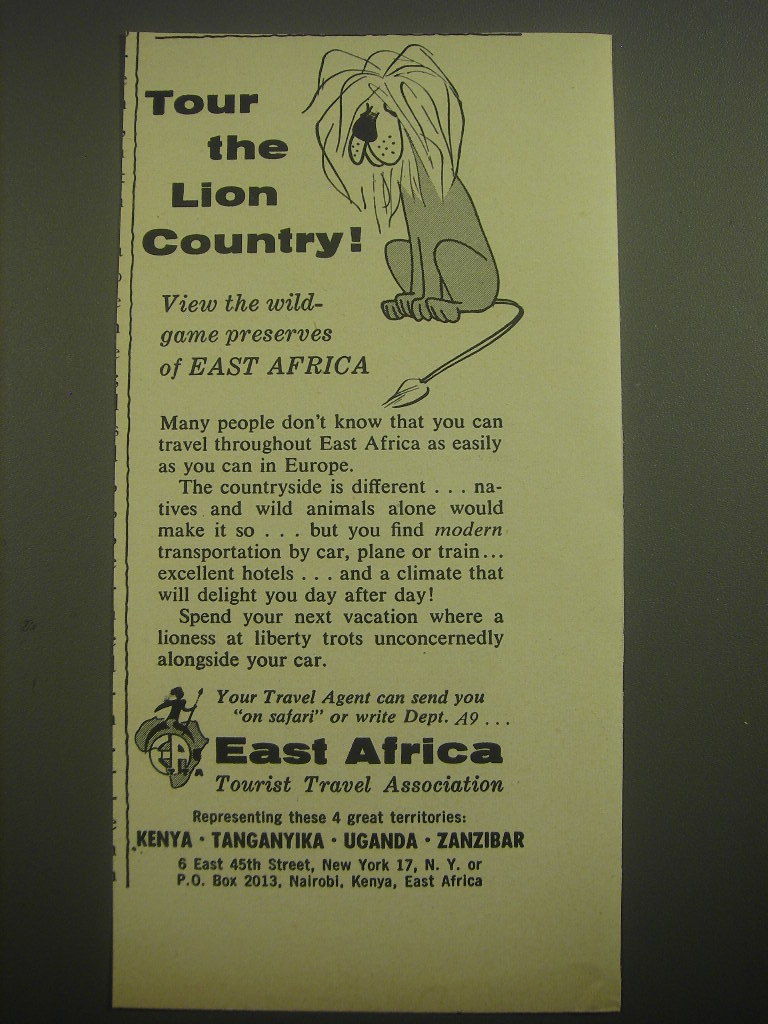 Tour
the
Lion
Country!
View the wild-
game preserves
of EAST AFRICA
Many people don't know that you can
travel throughout East Africa as easily
as you can in Europe.
The countryside is different . . . na-
tives and wild animals alone would
make it so . . . but you find modern
transportation by car, plane or train...
excellent hotels . . . and a climate that
will delight you day after day!
Spend your next vacation where a
lioness at liberty trots unconcernedly
alongside your car.
Your Travel Agent can send you
"on safari" or write Dept. A9 . . .
East Africa
Tourist Travel Association
Representing these 4 great territories:
KENYA · TANGANYIKA · UGANDA · ZANZIBAR
6 East 45th Street, New York 17, N. Y. or
P.O. Box 2013, Nairobi, Kenya, East Africa